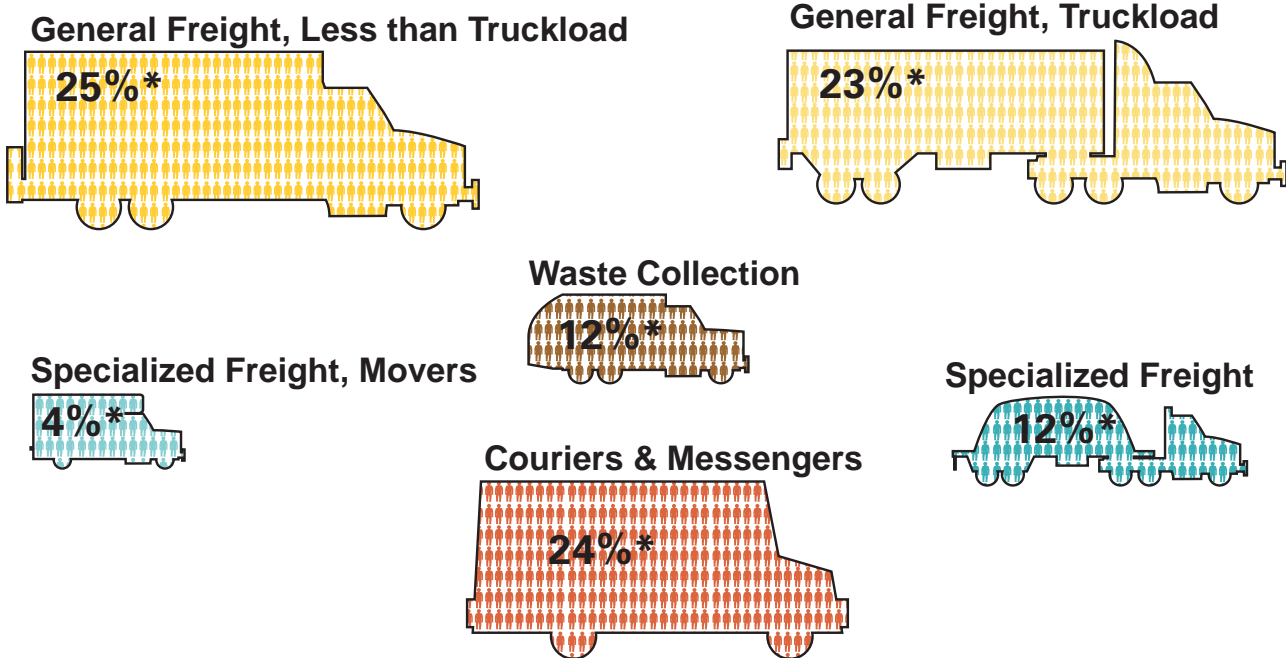 General Freight, Less than Truckload
25%*
General Freight, Truckload
23%*
Waste Collection
12%*
Specialized Freight, Movers
4%*
Specialized Freight
12%*
Couriers & Messengers
24%*